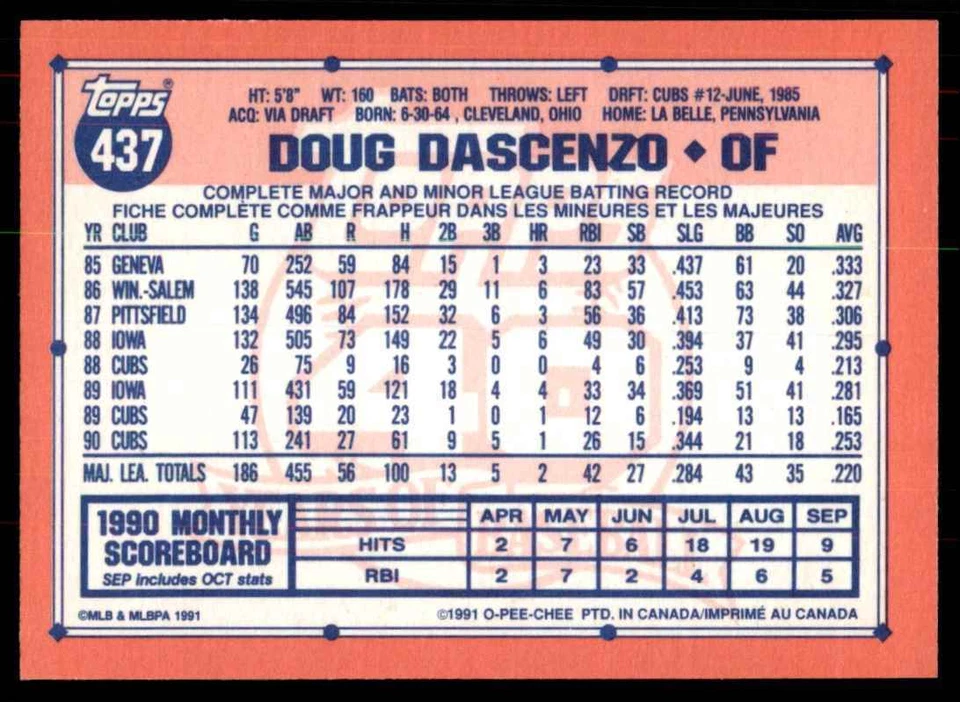 Topps®
437
HT: 5'8" WT: 160 BATS: BOTH THROWS: LEFT DRFT: CUBS #12-JUNE, 1985
ACQ: VIA DRAFT BORN: 6-30-64 , CLEVELAND, OHIO HOME: LA BELLE, PENNSYLVANIA
DOUG DASCENZO ◆ OF
COMPLETE MAJOR AND MINOR LEAGUE BATTING RECORD
FICHE COMPLÈTE COMME FRAPPEUR DANS LES MINEURES ET LES MAJEURES
YR CLUB G AB R H 2B 3B HR RBI SB SLG BB SO AVG
85 GENEVA 70 252 59 84 15 1 3 23 33 .437 61 20 .333
86 WIN.-SALEM 138 545 107 178 29 11 6 83 57 .453 63 44 .327
87 PITTSFIELD 134 496 84 152 32 6 3 56 36 .413 73 38 .306
88 IOWA 132 505 73 149 22 5 6 49 30 .394 37 41 .295
88 CUBS 26 75 9 16 3 0 0 4 6 .253 9 4 .213
89 IOWA 111 431 59 121 18 4 4 33 34 .369 51 41 .281
89 CUBS 47 139 20 23 1 0 1 12 6 .194 13 13 .165
90 CUBS 113 241 27 61 9 5 1 26 15 .344 21 18 .253
MAJ. LEA. TOTALS 186 455 56 100 13 5 2 42 27 .284 43 35 .220
1990 MONTHLY SCOREBOARD
SEP includes OCT stats
APR MAY JUN JUL AUG SEP
HITS 2 7 6 18 19 9
RBI 2 7 2 4 6 5
©MLB & MLBPA 1991 ©1991 O-PEE-CHEE PTD. IN CANADA/IMPRIMÉ AU CANADA